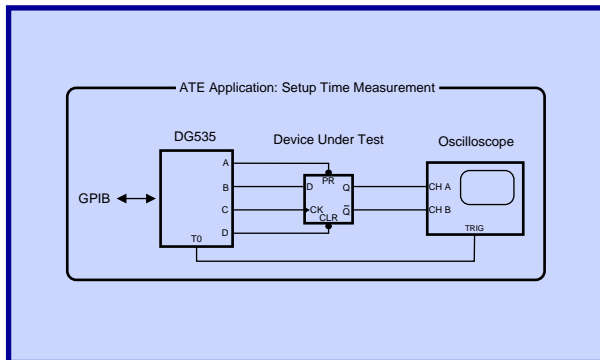 ATE Application: Setup Time Measurement
DG535
Device Under Test
Oscilloscope
GPIB
A
B
C
D
T0
PR
D
Q
CK
Q̅
CLR
CH A
CH B
TRIG